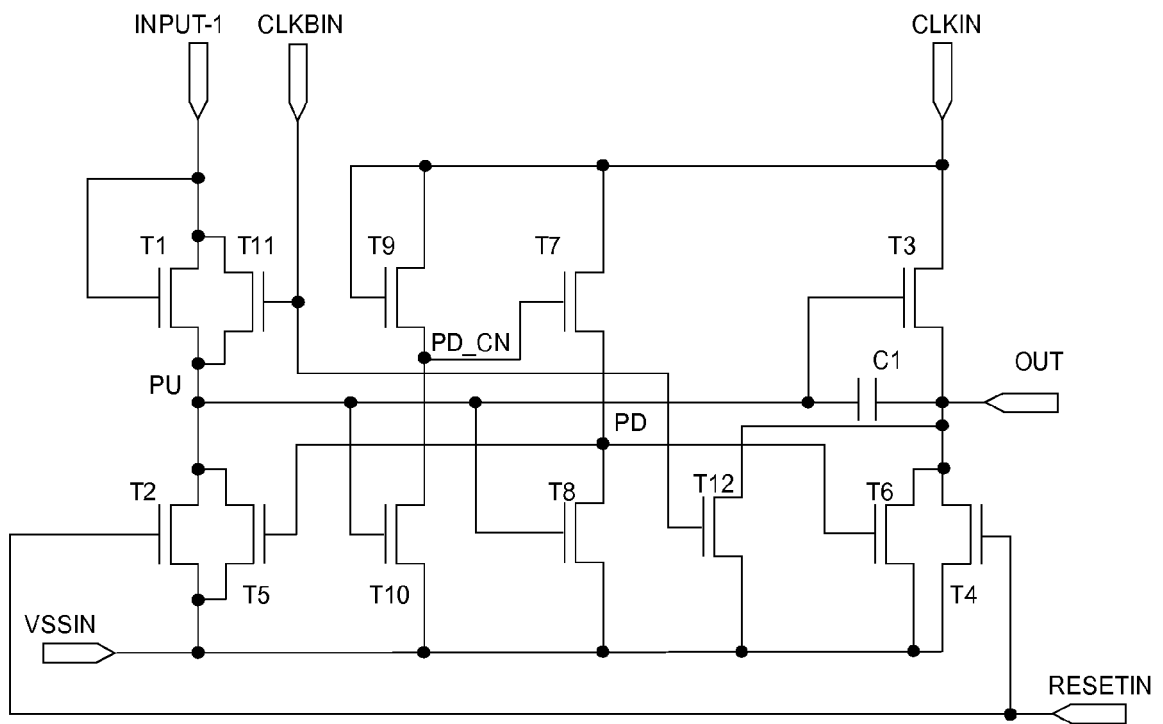 INPUT-1 CLKBIN CLKIN
T1 T11 T9 T7 T3
PD_CN
C1 OUT
PU
PD
T2 T8 T12 T6
T5 T10 T4
VSSIN
RESETIN